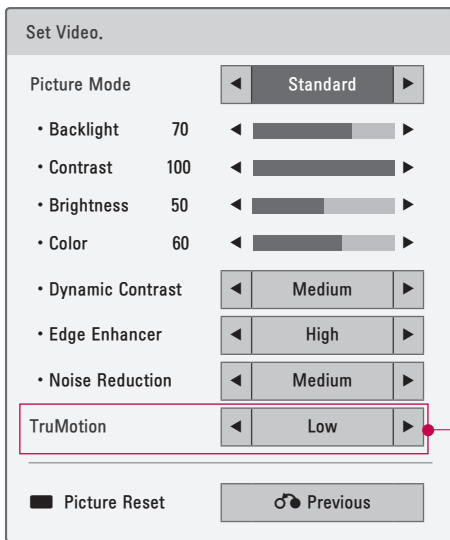 Set Video.
Picture Mode Standard
• Backlight 70
• Contrast 100
• Brightness 50
• Color 60
• Dynamic Contrast Medium
• Edge Enhancer High
• Noise Reduction Medium
TruMotion Low
Picture Reset Previous